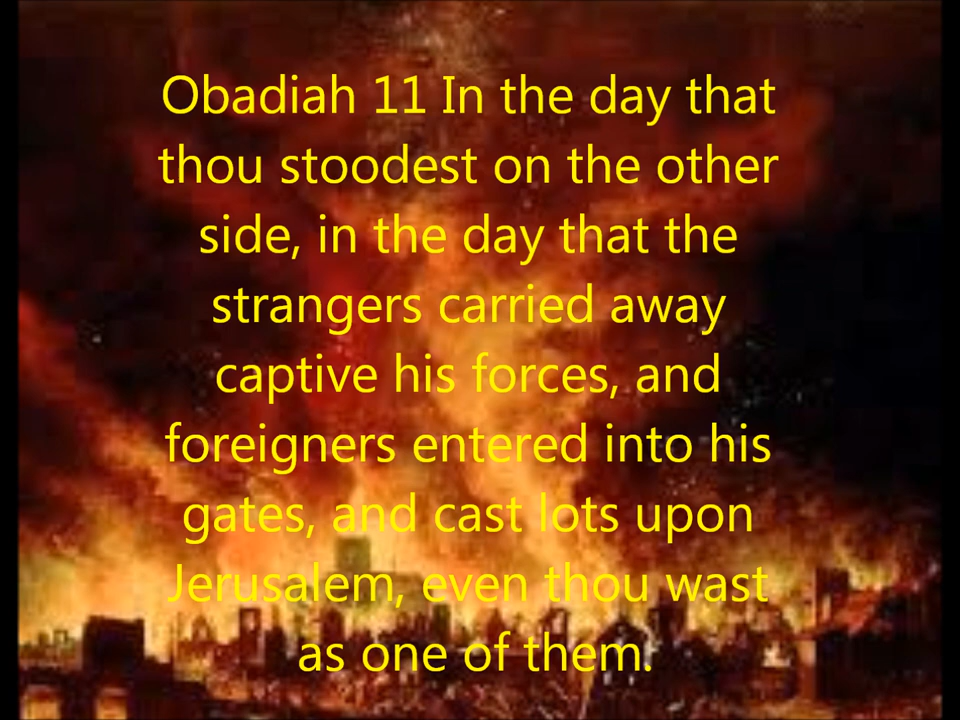 Obadiah 11 In the day that
thou stoodest on the other
side, in the day that the
strangers carried away
captive his forces, and
foreigners entered into his
gates, and cast lots upon
Jerusalem, even thou wast
as one of them.